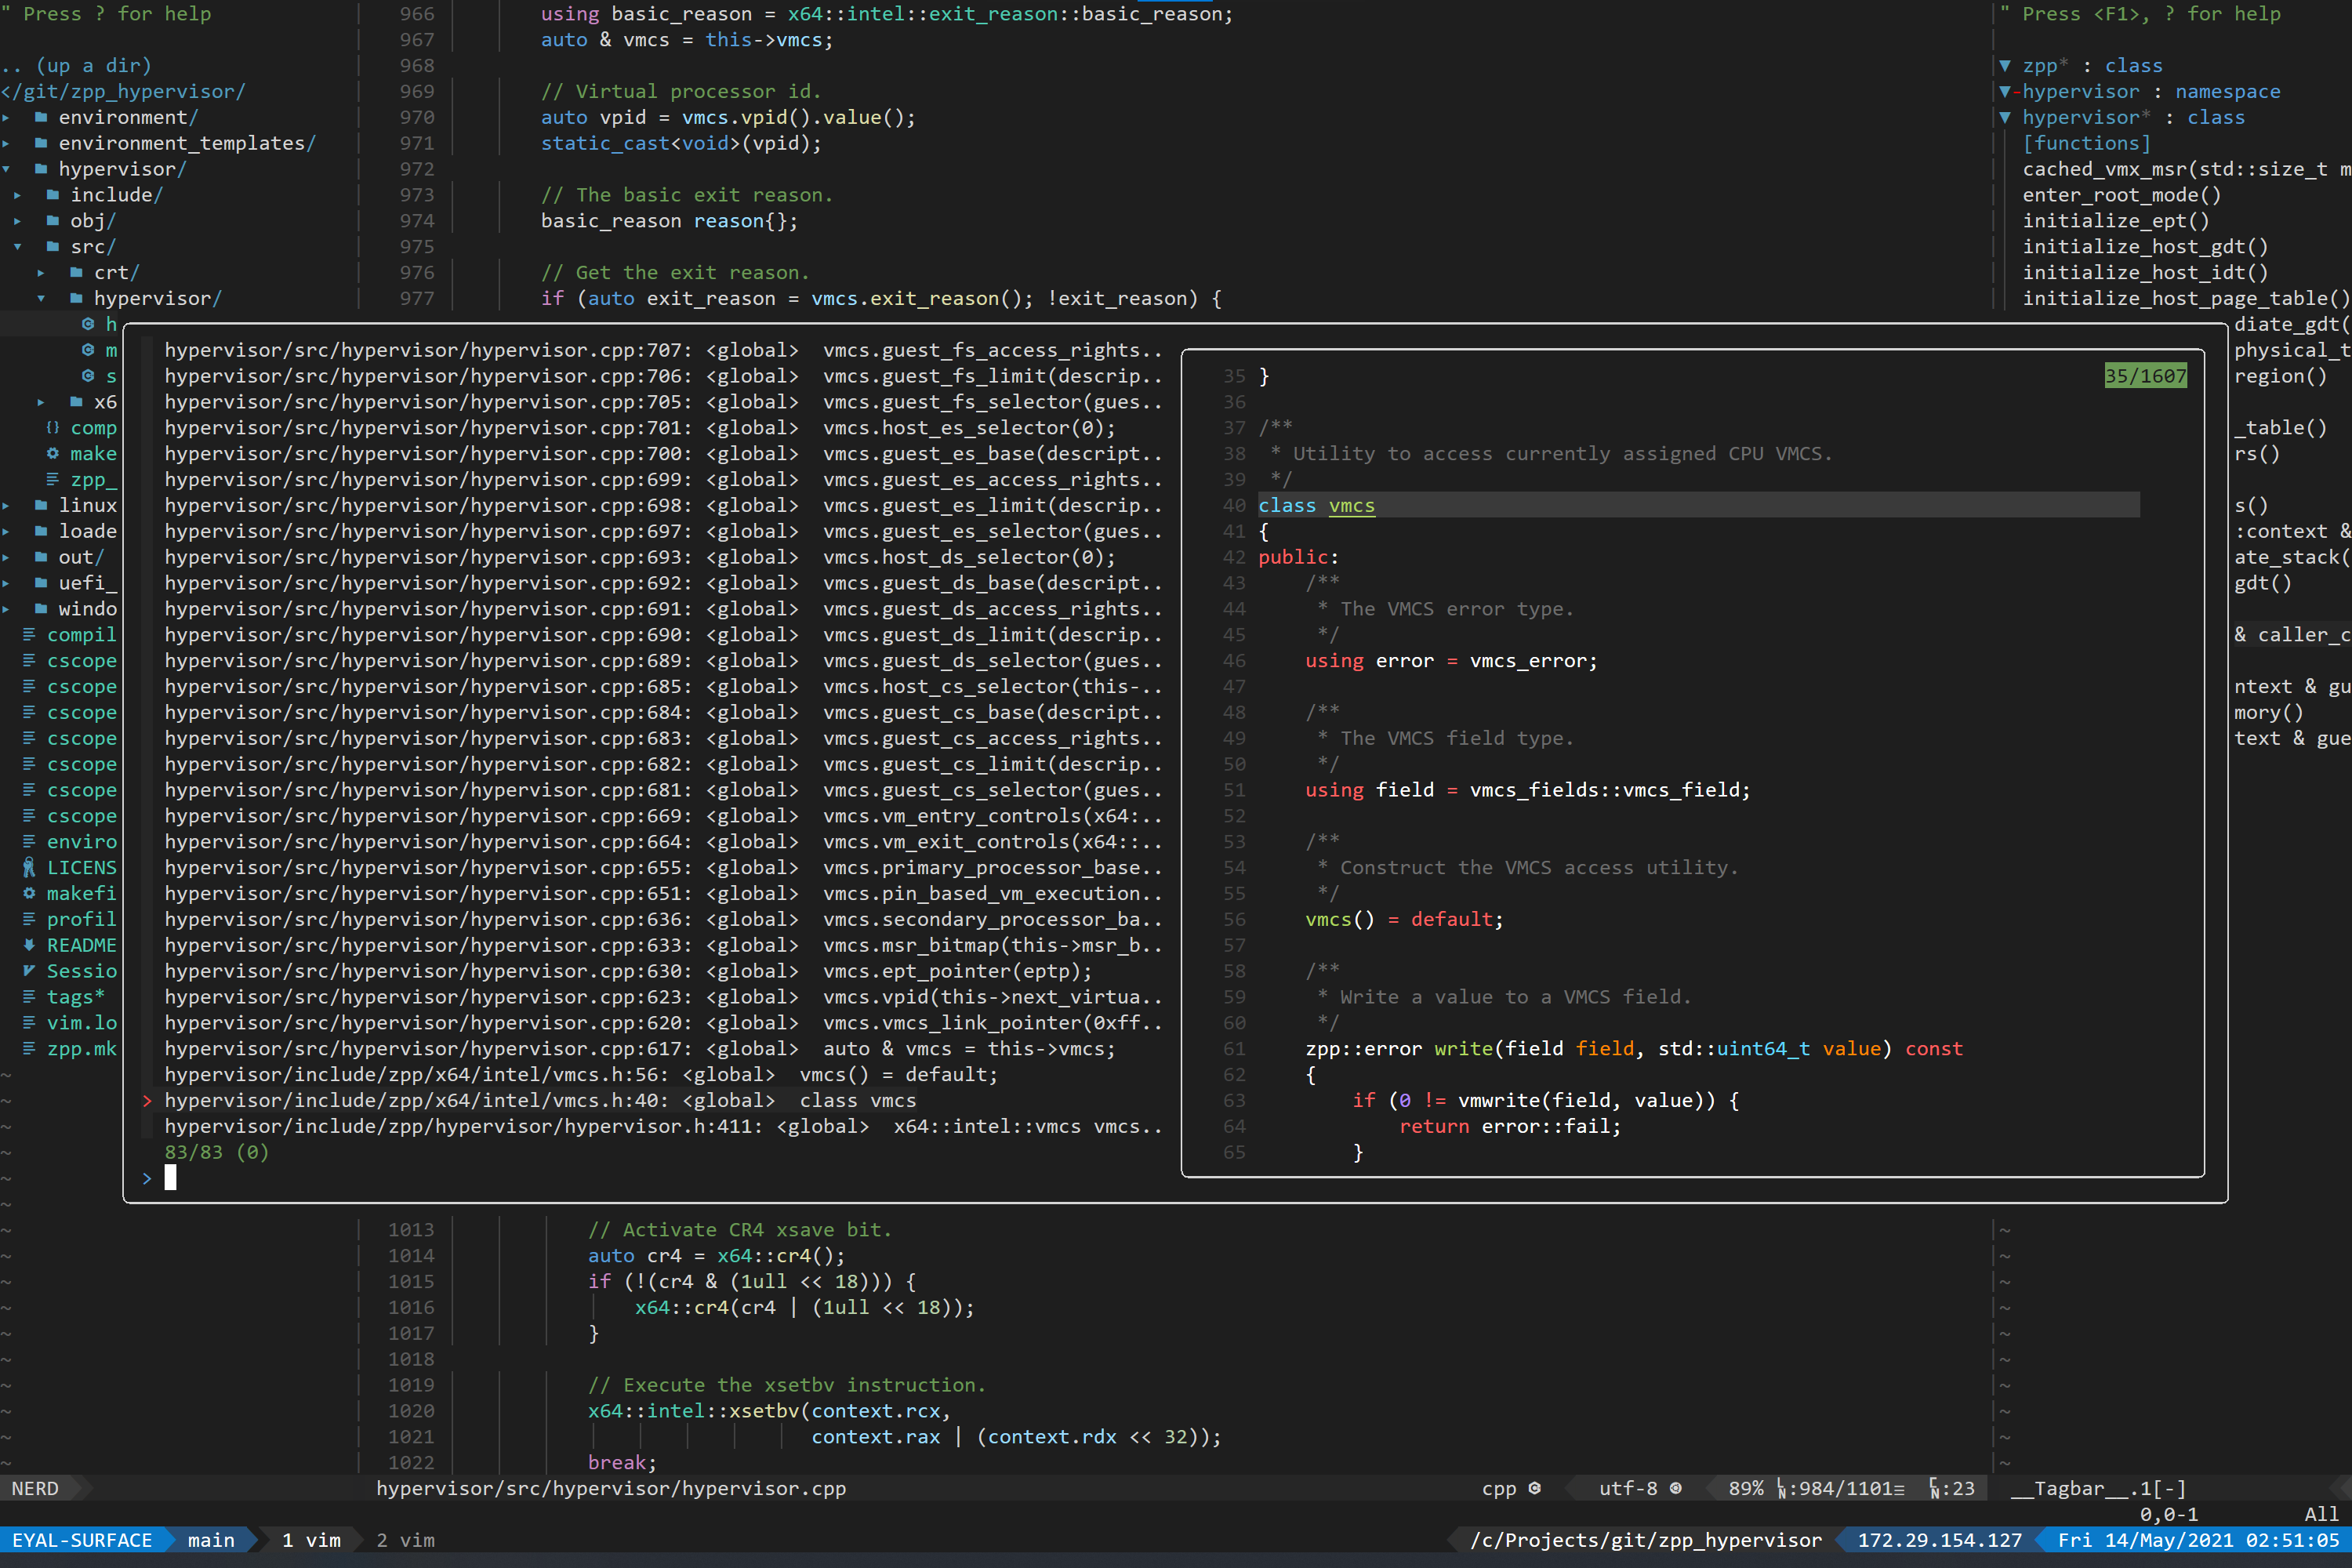 " Press ? for help
.. (up a dir)
</git/zpp_hypervisor/
environment/
environment_templates/
hypervisor/
include/
obj/
src/
crt/
hypervisor/
h
m
s
x6
comp
make
zpp_
linux
loade
out/
uefi_
windo
compil
cscope
cscope
cscope
cscope
cscope
cscope
cscope
enviro
LICENS
makefi
profil
README
Sessio
tags*
vim.lo
zpp.mk
966 using basic_reason = x64::intel::exit_reason::basic_reason;
967 auto & vmcs = this->vmcs;
968
969 // Virtual processor id.
970 auto vpid = vmcs.vpid().value();
971 static_cast<void>(vpid);
972
973 // The basic exit reason.
974 basic_reason reason{};
975
976 // Get the exit reason.
977 if (auto exit_reason = vmcs.exit_reason(); !exit_reason) {
hypervisor/src/hypervisor/hypervisor.cpp:707: <global> vmcs.guest_fs_access_rights..
hypervisor/src/hypervisor/hypervisor.cpp:706: <global> vmcs.guest_fs_limit(descrip..
hypervisor/src/hypervisor/hypervisor.cpp:705: <global> vmcs.guest_fs_selector(gues..
hypervisor/src/hypervisor/hypervisor.cpp:701: <global> vmcs.host_es_selector(0);
hypervisor/src/hypervisor/hypervisor.cpp:700: <global> vmcs.guest_es_base(descript..
hypervisor/src/hypervisor/hypervisor.cpp:699: <global> vmcs.guest_es_access_rights..
hypervisor/src/hypervisor/hypervisor.cpp:698: <global> vmcs.guest_es_limit(descrip..
hypervisor/src/hypervisor/hypervisor.cpp:697: <global> vmcs.guest_es_selector(gues..
hypervisor/src/hypervisor/hypervisor.cpp:693: <global> vmcs.host_ds_selector(0);
hypervisor/src/hypervisor/hypervisor.cpp:692: <global> vmcs.guest_ds_base(descript..
hypervisor/src/hypervisor/hypervisor.cpp:691: <global> vmcs.guest_ds_access_rights..
hypervisor/src/hypervisor/hypervisor.cpp:690: <global> vmcs.guest_ds_limit(descrip..
hypervisor/src/hypervisor/hypervisor.cpp:689: <global> vmcs.guest_ds_selector(gues..
hypervisor/src/hypervisor/hypervisor.cpp:685: <global> vmcs.host_cs_selector(this-..
hypervisor/src/hypervisor/hypervisor.cpp:684: <global> vmcs.guest_cs_base(descript..
hypervisor/src/hypervisor/hypervisor.cpp:683: <global> vmcs.guest_cs_access_rights..
hypervisor/src/hypervisor/hypervisor.cpp:682: <global> vmcs.guest_cs_limit(descrip..
hypervisor/src/hypervisor/hypervisor.cpp:681: <global> vmcs.guest_cs_selector(gues..
hypervisor/src/hypervisor/hypervisor.cpp:669: <global> vmcs.vm_entry_controls(x64:..
hypervisor/src/hypervisor/hypervisor.cpp:664: <global> vmcs.vm_exit_controls(x64::..
hypervisor/src/hypervisor/hypervisor.cpp:655: <global> vmcs.primary_processor_base..
hypervisor/src/hypervisor/hypervisor.cpp:651: <global> vmcs.pin_based_vm_execution..
hypervisor/src/hypervisor/hypervisor.cpp:636: <global> vmcs.secondary_processor_ba..
hypervisor/src/hypervisor/hypervisor.cpp:633: <global> vmcs.msr_bitmap(this->msr_b..
hypervisor/src/hypervisor/hypervisor.cpp:630: <global> vmcs.ept_pointer(eptp);
hypervisor/src/hypervisor/hypervisor.cpp:623: <global> vmcs.vpid(this->next_virtua..
hypervisor/src/hypervisor/hypervisor.cpp:620: <global> vmcs.vmcs_link_pointer(0xff..
hypervisor/src/hypervisor/hypervisor.cpp:617: <global> auto & vmcs = this->vmcs;
hypervisor/include/zpp/x64/intel/vmcs.h:56: <global> vmcs() = default;
> hypervisor/include/zpp/x64/intel/vmcs.h:40: <global> class vmcs
hypervisor/include/zpp/hypervisor/hypervisor.h:411: <global> x64::intel::vmcs vmcs..
83/83 (0)
>
35 } 35/1607
36
37 /**
38 * Utility to access currently assigned CPU VMCS.
39 */
40 class vmcs
41 {
42 public:
43 /**
44 * The VMCS error type.
45 */
46 using error = vmcs_error;
47
48 /**
49 * The VMCS field type.
50 */
51 using field = vmcs_fields::vmcs_field;
52
53 /**
54 * Construct the VMCS access utility.
55 */
56 vmcs() = default;
57
58 /**
59 * Write a value to a VMCS field.
60 */
61 zpp::error write(field field, std::uint64_t value) const
62 {
63 if (0 != vmwrite(field, value)) {
64 return error::fail;
65 }
1013 // Activate CR4 xsave bit.
1014 auto cr4 = x64::cr4();
1015 if (!(cr4 & (1ull << 18))) {
1016 x64::cr4(cr4 | (1ull << 18));
1017 }
1018
1019 // Execute the xsetbv instruction.
1020 x64::intel::xsetbv(context.rcx,
1021 context.rax | (context.rdx << 32));
1022 break;
" Press <F1>, ? for help
zpp* : class
-hypervisor : namespace
hypervisor* : class
[functions]
cached_vmx_msr(std::size_t m
enter_root_mode()
initialize_ept()
initialize_host_gdt()
initialize_host_idt()
initialize_host_page_table()
diate_gdt(
physical_t
region()
_table()
rs()
s()
:context &
ate_stack(
gdt()
& caller_c
ntext & gu
mory()
text & gue
NERD hypervisor/src/hypervisor/hypervisor.cpp cpp utf-8 89% LN:984/1101≡ CN:23 __Tagbar__.1[-]
0,0-1 All
EYAL-SURFACE main 1 vim 2 vim /c/Projects/git/zpp_hypervisor 172.29.154.127 Fri 14/May/2021 02:51:05